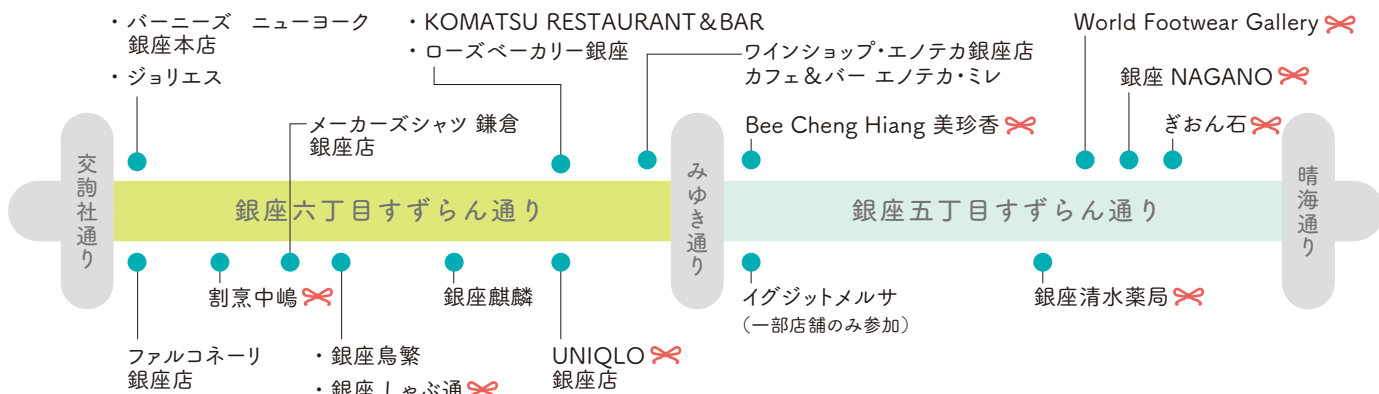 ・バーニーズ　ニューヨーク
銀座本店
・ジョリエス
・KOMATSU RESTAURANT&BAR
・ローズベーカリー銀座
ワインショップ・エノテカ銀座店
カフェ&バー エノテカ・ミレ
World Footwear Gallery
銀座 NAGANO
ぎおん石
メーカーズシャツ 鎌倉
銀座店
Bee Cheng Hiang 美珍香
交詢社通り
銀座六丁目すずらん通り
みゆき通り
銀座五丁目すずらん通り
晴海通り
割烹中嶋
銀座麒麟
イグジットメルサ
(一部店舗のみ参加)
銀座清水薬局
ファルコネーリ
銀座店
・銀座鳥繁
・銀座しゃぶ通
UNIQLO
銀座店